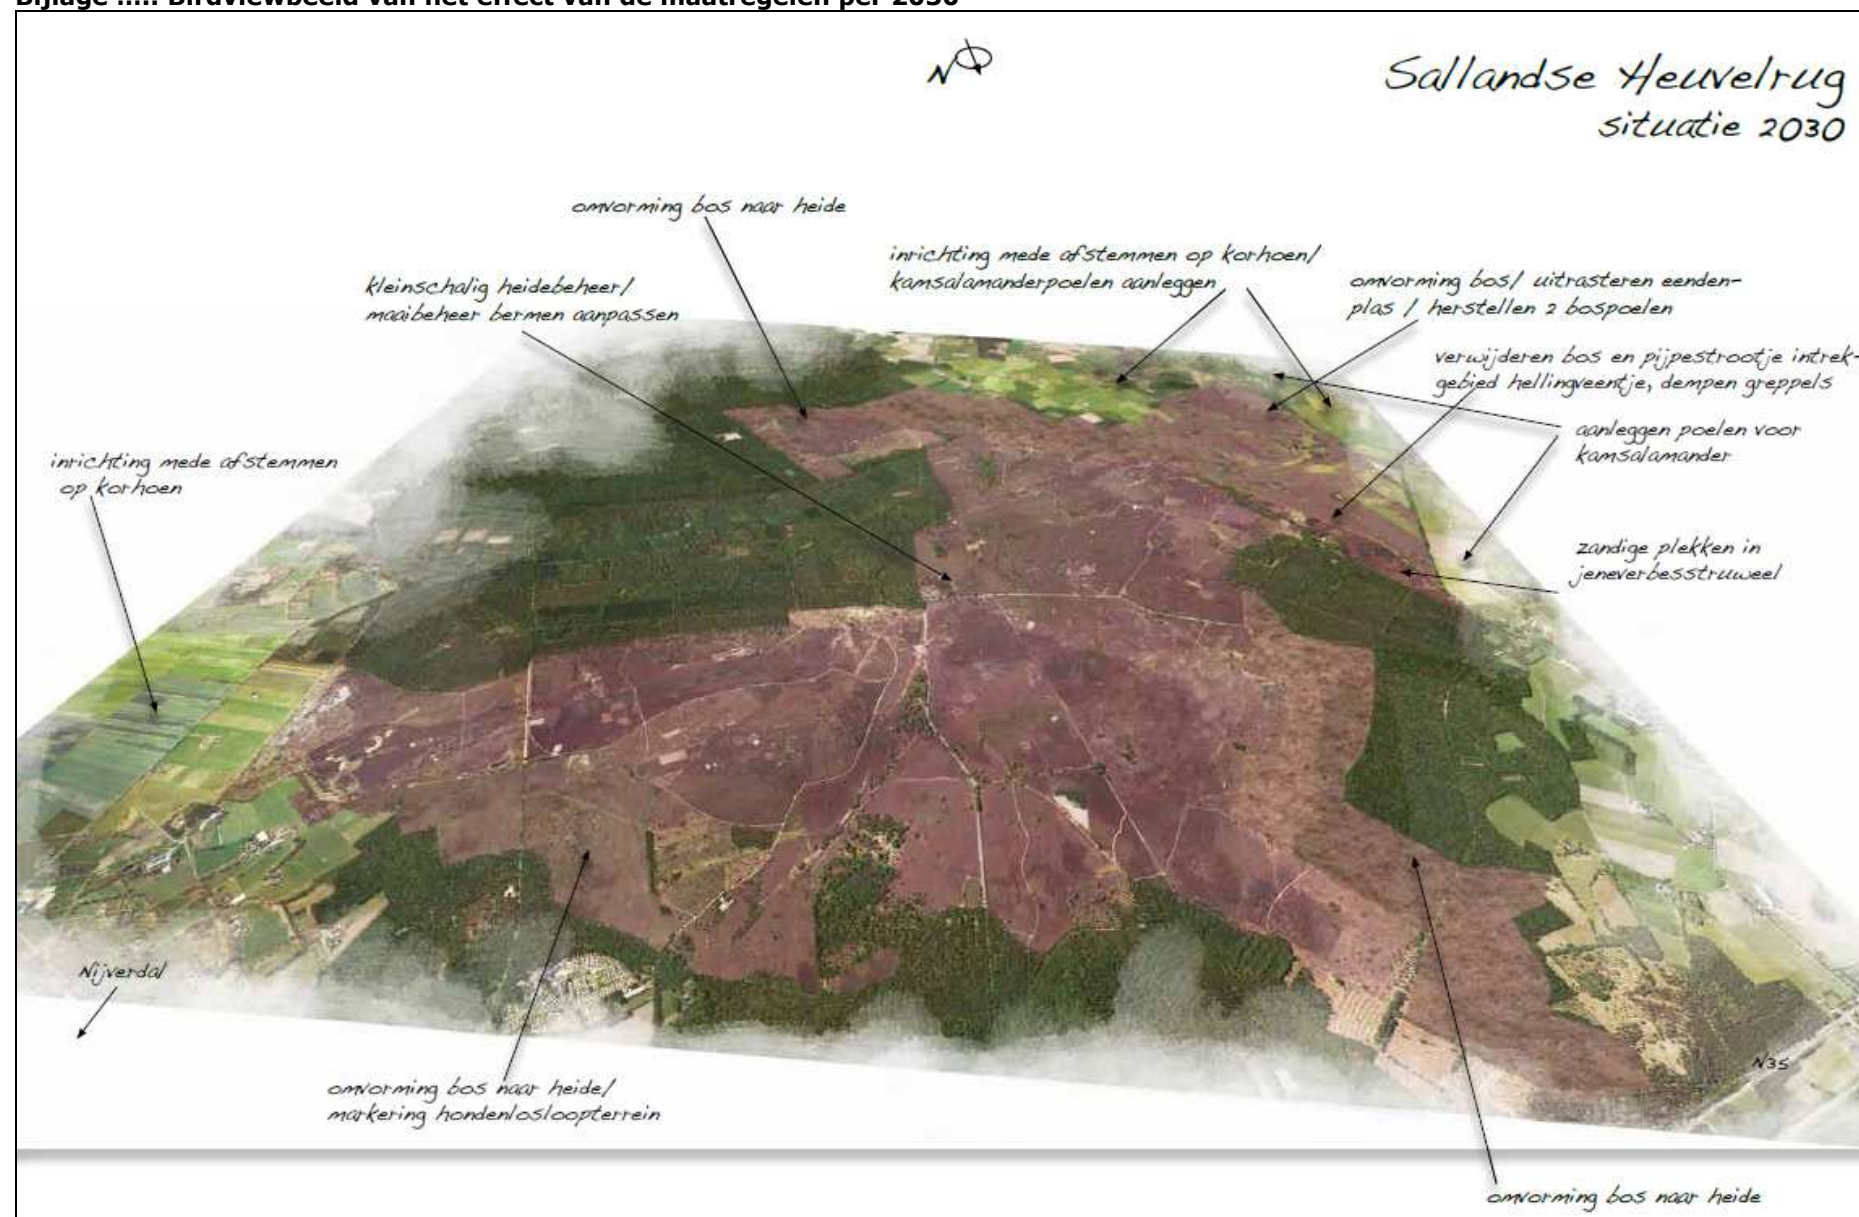 Bijlage ..... Birdviewbeeld van het effect van de maatregelen per 2030
N
Sallandse Heuvelrug
situatie 2030
omvorming bos naar heide
inrichting mede afstemmen op korhoen/
kamsalamanderpoelen aanleggen
kleinschalig heidebeheer/
maaibeheer bermen aanpassen
omvorming bos/ uitrasteren eenden-
plas / herstellen 2 bospoelen
verwijderen bos en pijpestrootje intrek-
gebied hellingveentje, dempen greppels
aanleggen poelen voor
kamsalamander
inrichting mede afstemmen
op korhoen
zandige plekken in
jeneverbesstruweel
Nijverdal
N35
omvorming bos naar heide/
markering hondenlosloopterrein
omvorming bos naar heide